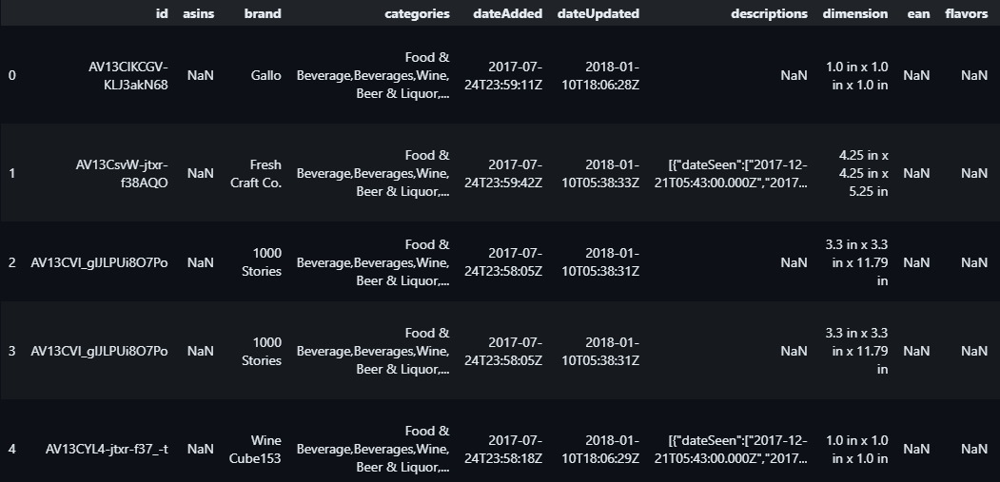 id asins brand categories dateAdded dateUpdated descriptions dimension ean flavors
0 AV13CIKCGV-KLJ3akN68 NaN Gallo Food & Beverage,Beverages,Wine, Beer & Liquor,... 2017-07-24T23:59:11Z 2018-01-10T18:06:28Z NaN 1.0 in x 1.0 in x 1.0 in NaN NaN
1 AV13CsvW-jtxr-f38AQO NaN Fresh Craft Co. Food & Beverage,Beverages,Wine, Beer & Liquor,... 2017-07-24T23:59:42Z 2018-01-10T05:38:33Z [{"dateSeen":["2017-12-21T05:43:00.000Z","2017... 4.25 in x 4.25 in x 5.25 in NaN NaN
2 AV13CVI_glJLPUi8O7Po NaN 1000 Stories Food & Beverage,Beverages,Wine, Beer & Liquor,... 2017-07-24T23:58:05Z 2018-01-10T05:38:31Z NaN 3.3 in x 3.3 in x 11.79 in NaN NaN
3 AV13CVI_glJLPUi8O7Po NaN 1000 Stories Food & Beverage,Beverages,Wine, Beer & Liquor,... 2017-07-24T23:58:05Z 2018-01-10T05:38:31Z NaN 3.3 in x 3.3 in x 11.79 in NaN NaN
4 AV13CYL4-jtxr-f37_-t NaN Wine Cube153 Food & Beverage,Beverages,Wine, Beer & Liquor,... 2017-07-24T23:58:18Z 2018-01-10T18:06:29Z [{"dateSeen":["2017-12-21T05:43:00.000Z","2017... 1.0 in x 1.0 in x 1.0 in NaN NaN